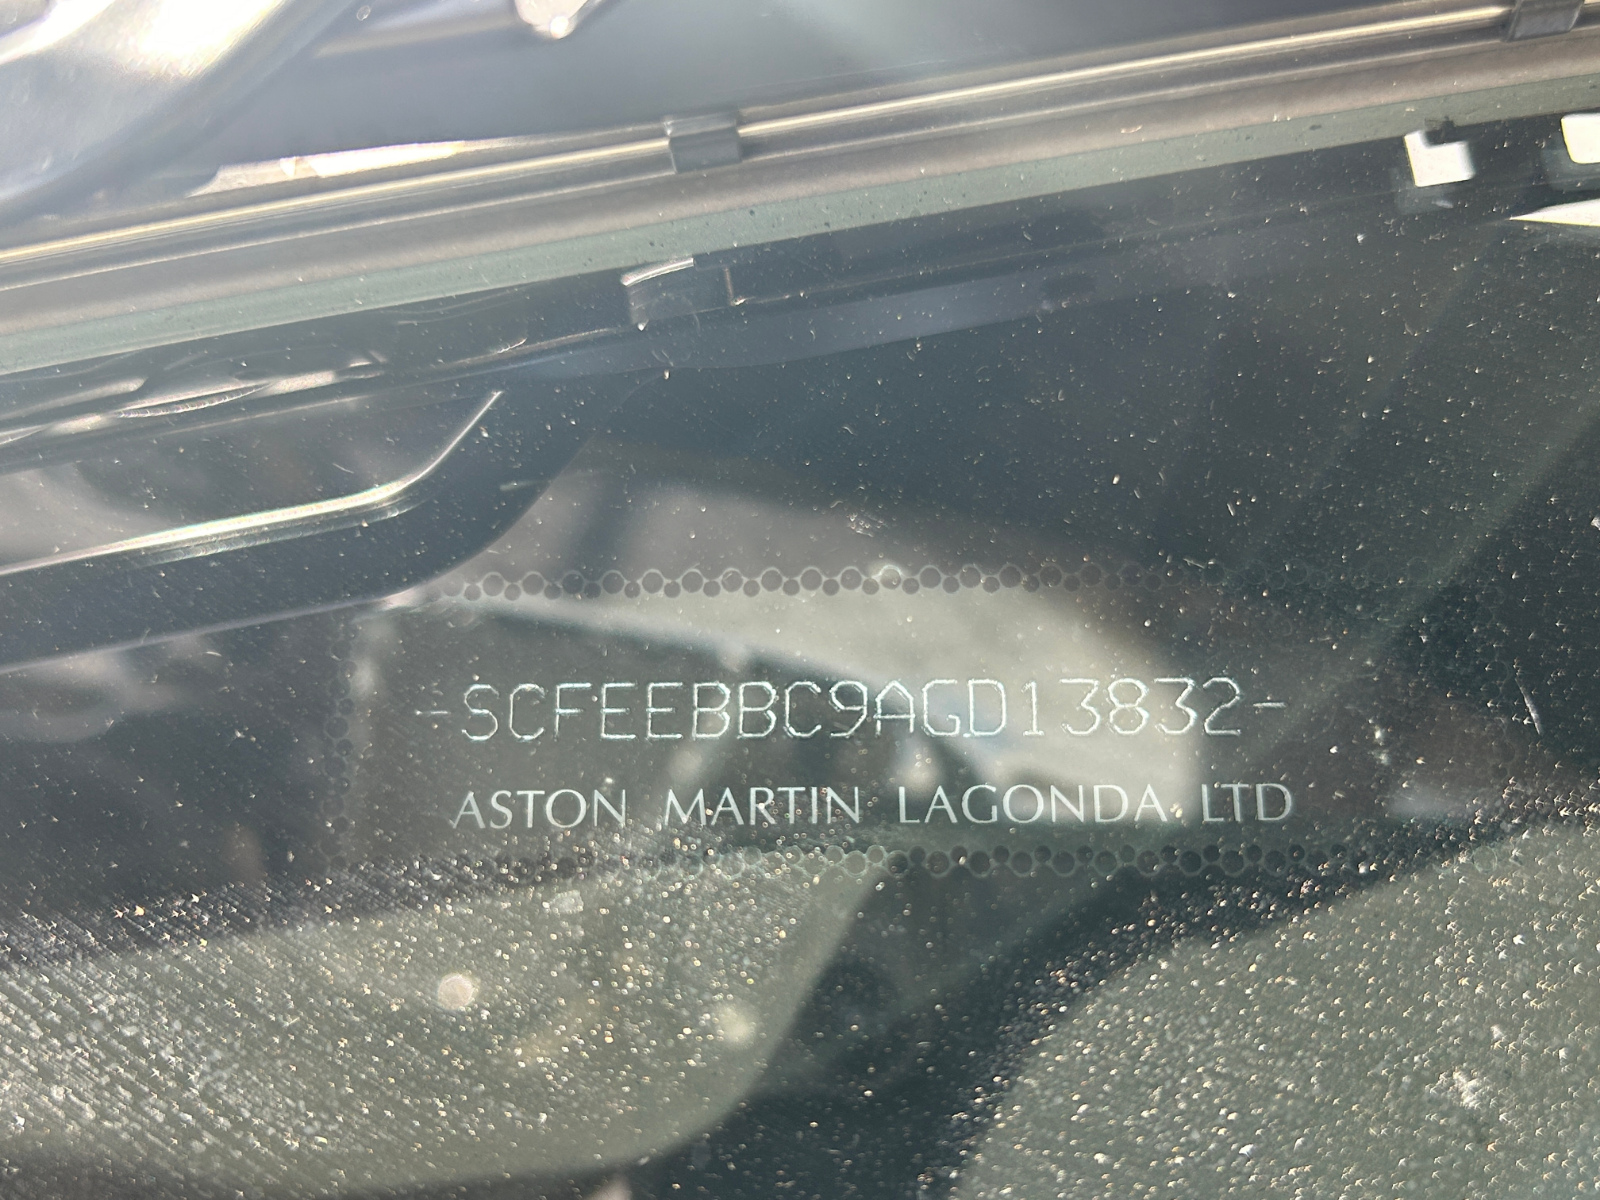 -SCFEEBBC9AGD13832-
ASTON MARTIN LAGONDA LTD